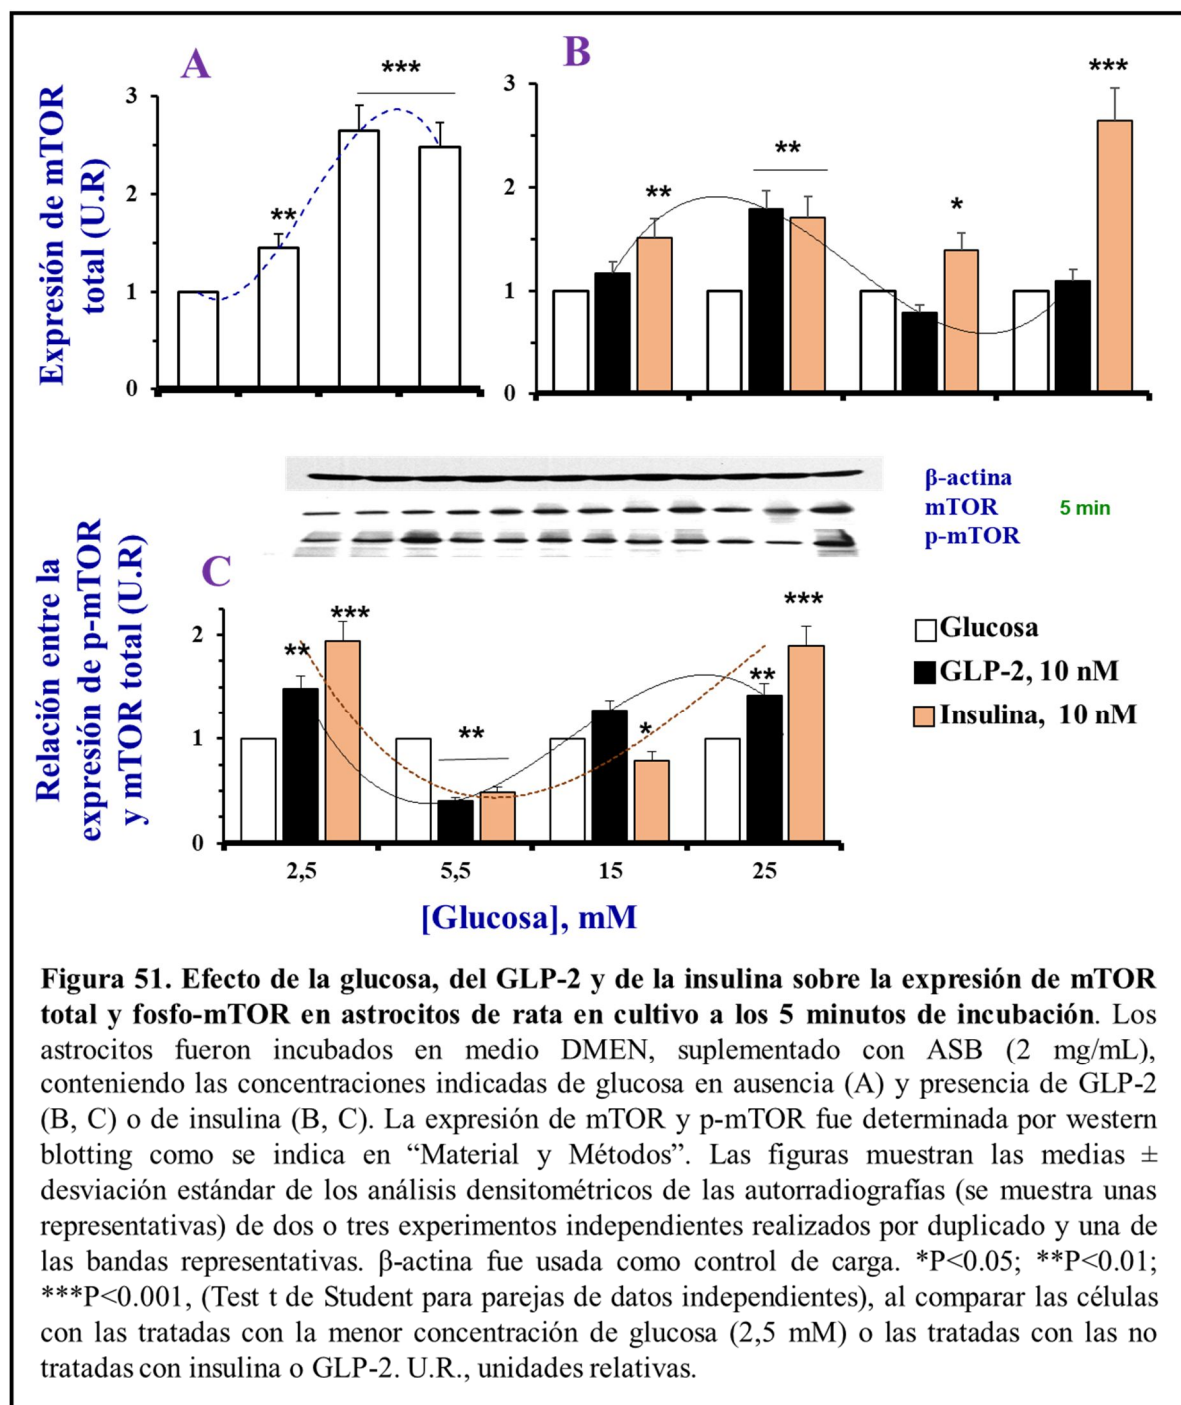 A
***
3
2
1
0
**
Expresión de mTOR
total (U.R)
B
3
2
1
0
**
**
*
***
β-actina
mTOR
p-mTOR
5 min
C
Relación entre la
expresión de p-mTOR
y mTOR total (U.R)
2
1
0
**
***
**
*
**
***
2,5
5,5
15
25
[Glucosa], mM
Glucosa
GLP-2, 10 nM
Insulina, 10 nM
Figura 51. Efecto de la glucosa, del GLP-2 y de la insulina sobre la expresión de mTOR
total y fosfo-mTOR en astrocitos de rata en cultivo a los 5 minutos de incubación. Los
astrocitos fueron incubados en medio DMEN, suplementado con ASB (2 mg/mL),
conteniendo las concentraciones indicadas de glucosa en ausencia (A) y presencia de GLP-2
(B, C) o de insulina (B, C). La expresión de mTOR y p-mTOR fue determinada por western
blotting como se indica en “Material y Métodos”. Las figuras muestran las medias ±
desviación estándar de los análisis densitométricos de las autorradiografías (se muestra unas
representativas) de dos o tres experimentos independientes realizados por duplicado y una de
las bandas representativas. β-actina fue usada como control de carga. *P<0.05; **P<0.01;
***P<0.001, (Test t de Student para parejas de datos independientes), al comparar las células
con las tratadas con la menor concentración de glucosa (2,5 mM) o las tratadas con las no
tratadas con insulina o GLP-2. U.R., unidades relativas.